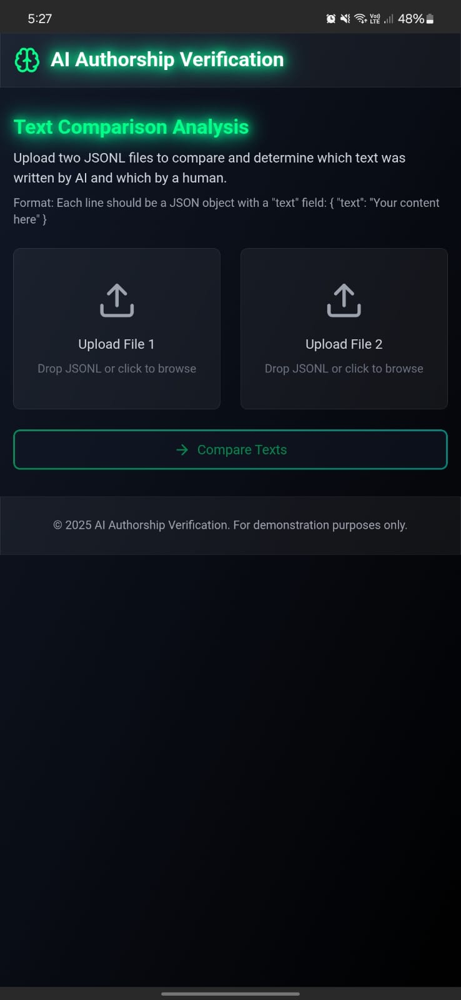 5:27
Vo))
LTE
48%
AI Authorship Verification
Text Comparison Analysis
Upload two JSONL files to compare and determine which text was
written by AI and which by a human.
Format: Each line should be a JSON object with a "text" field: { "text": "Your content
here" }
Upload File 1
Drop JSONL or click to browse
Upload File 2
Drop JSONL or click to browse
Compare Texts
© 2025 AI Authorship Verification. For demonstration purposes only.